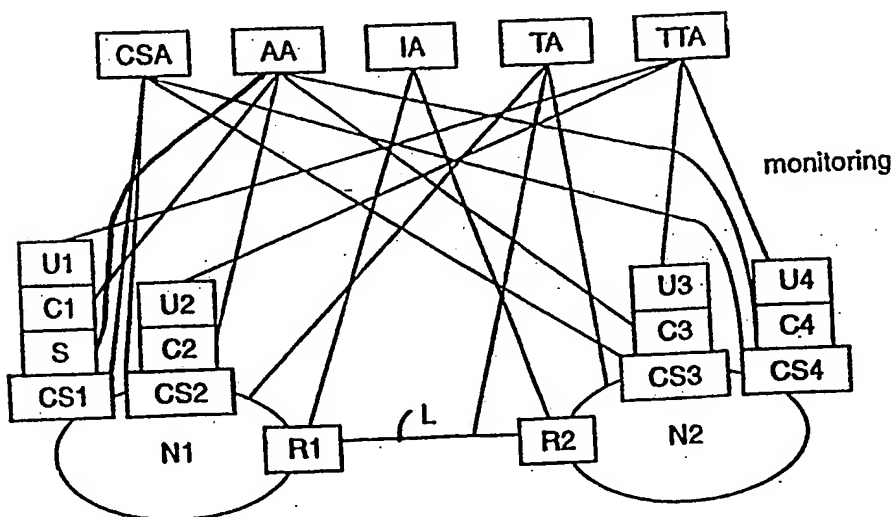 CSA AA IA TA TTA
monitoring
U1 U3 U4
C1 U2 C3 C4
S C2 CS3 CS4
CS1 CS2
N1 R1 L R2 N2